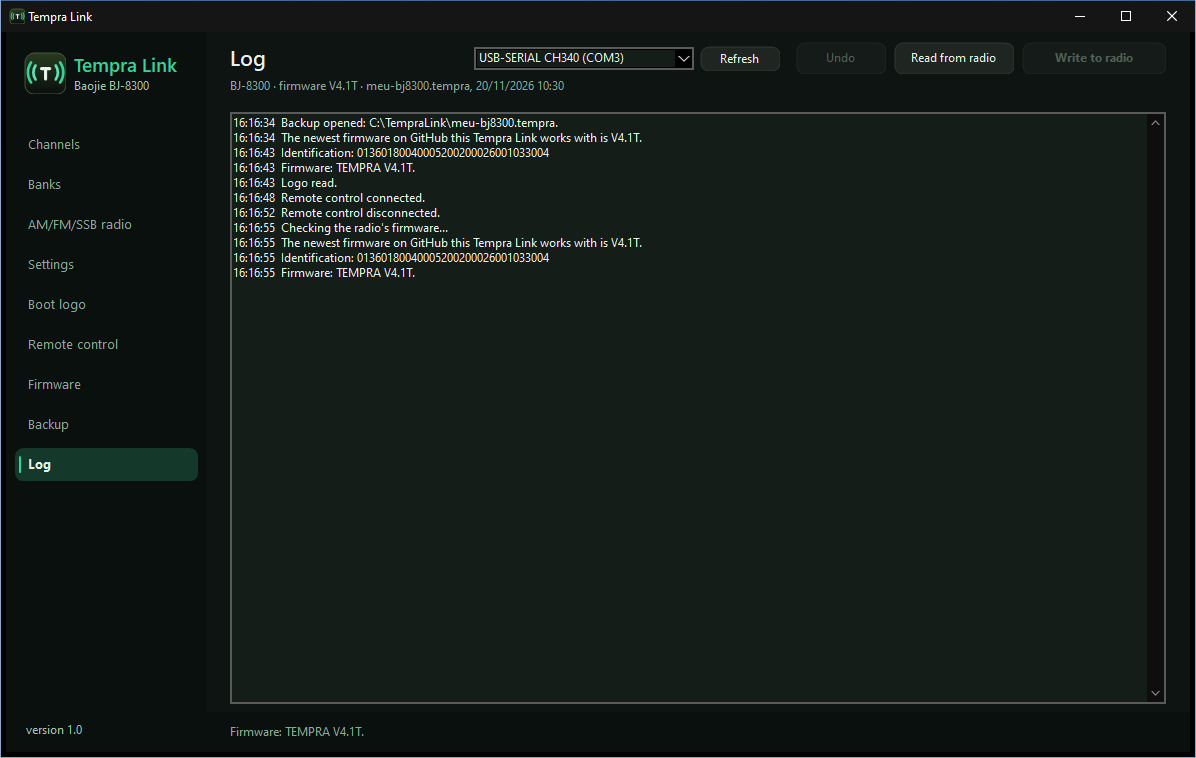 Tempra Link
(T) Tempra Link
Baojie BJ-8300
Log
USB-SERIAL CH340 (COM3)
Refresh
Undo
Read from radio
Write to radio
BJ-8300 · firmware V4.1T · meu-bj8300.tempra, 20/11/2026 10:30
Channels
Banks
AM/FM/SSB radio
Settings
Boot logo
Remote control
Firmware
Backup
Log
16:16:34 Backup opened: C:\TempraLink\meu-bj8300.tempra.
16:16:34 The newest firmware on GitHub this Tempra Link works with is V4.1T.
16:16:43 Identification: 01360180040005200200026001033004
16:16:43 Firmware: TEMPRA V4.1T.
16:16:43 Logo read.
16:16:48 Remote control connected.
16:16:52 Remote control disconnected.
16:16:55 Checking the radio's firmware...
16:16:55 The newest firmware on GitHub this Tempra Link works with is V4.1T.
16:16:55 Identification: 01360180040005200200026001033004
16:16:55 Firmware: TEMPRA V4.1T.
version 1.0
Firmware: TEMPRA V4.1T.